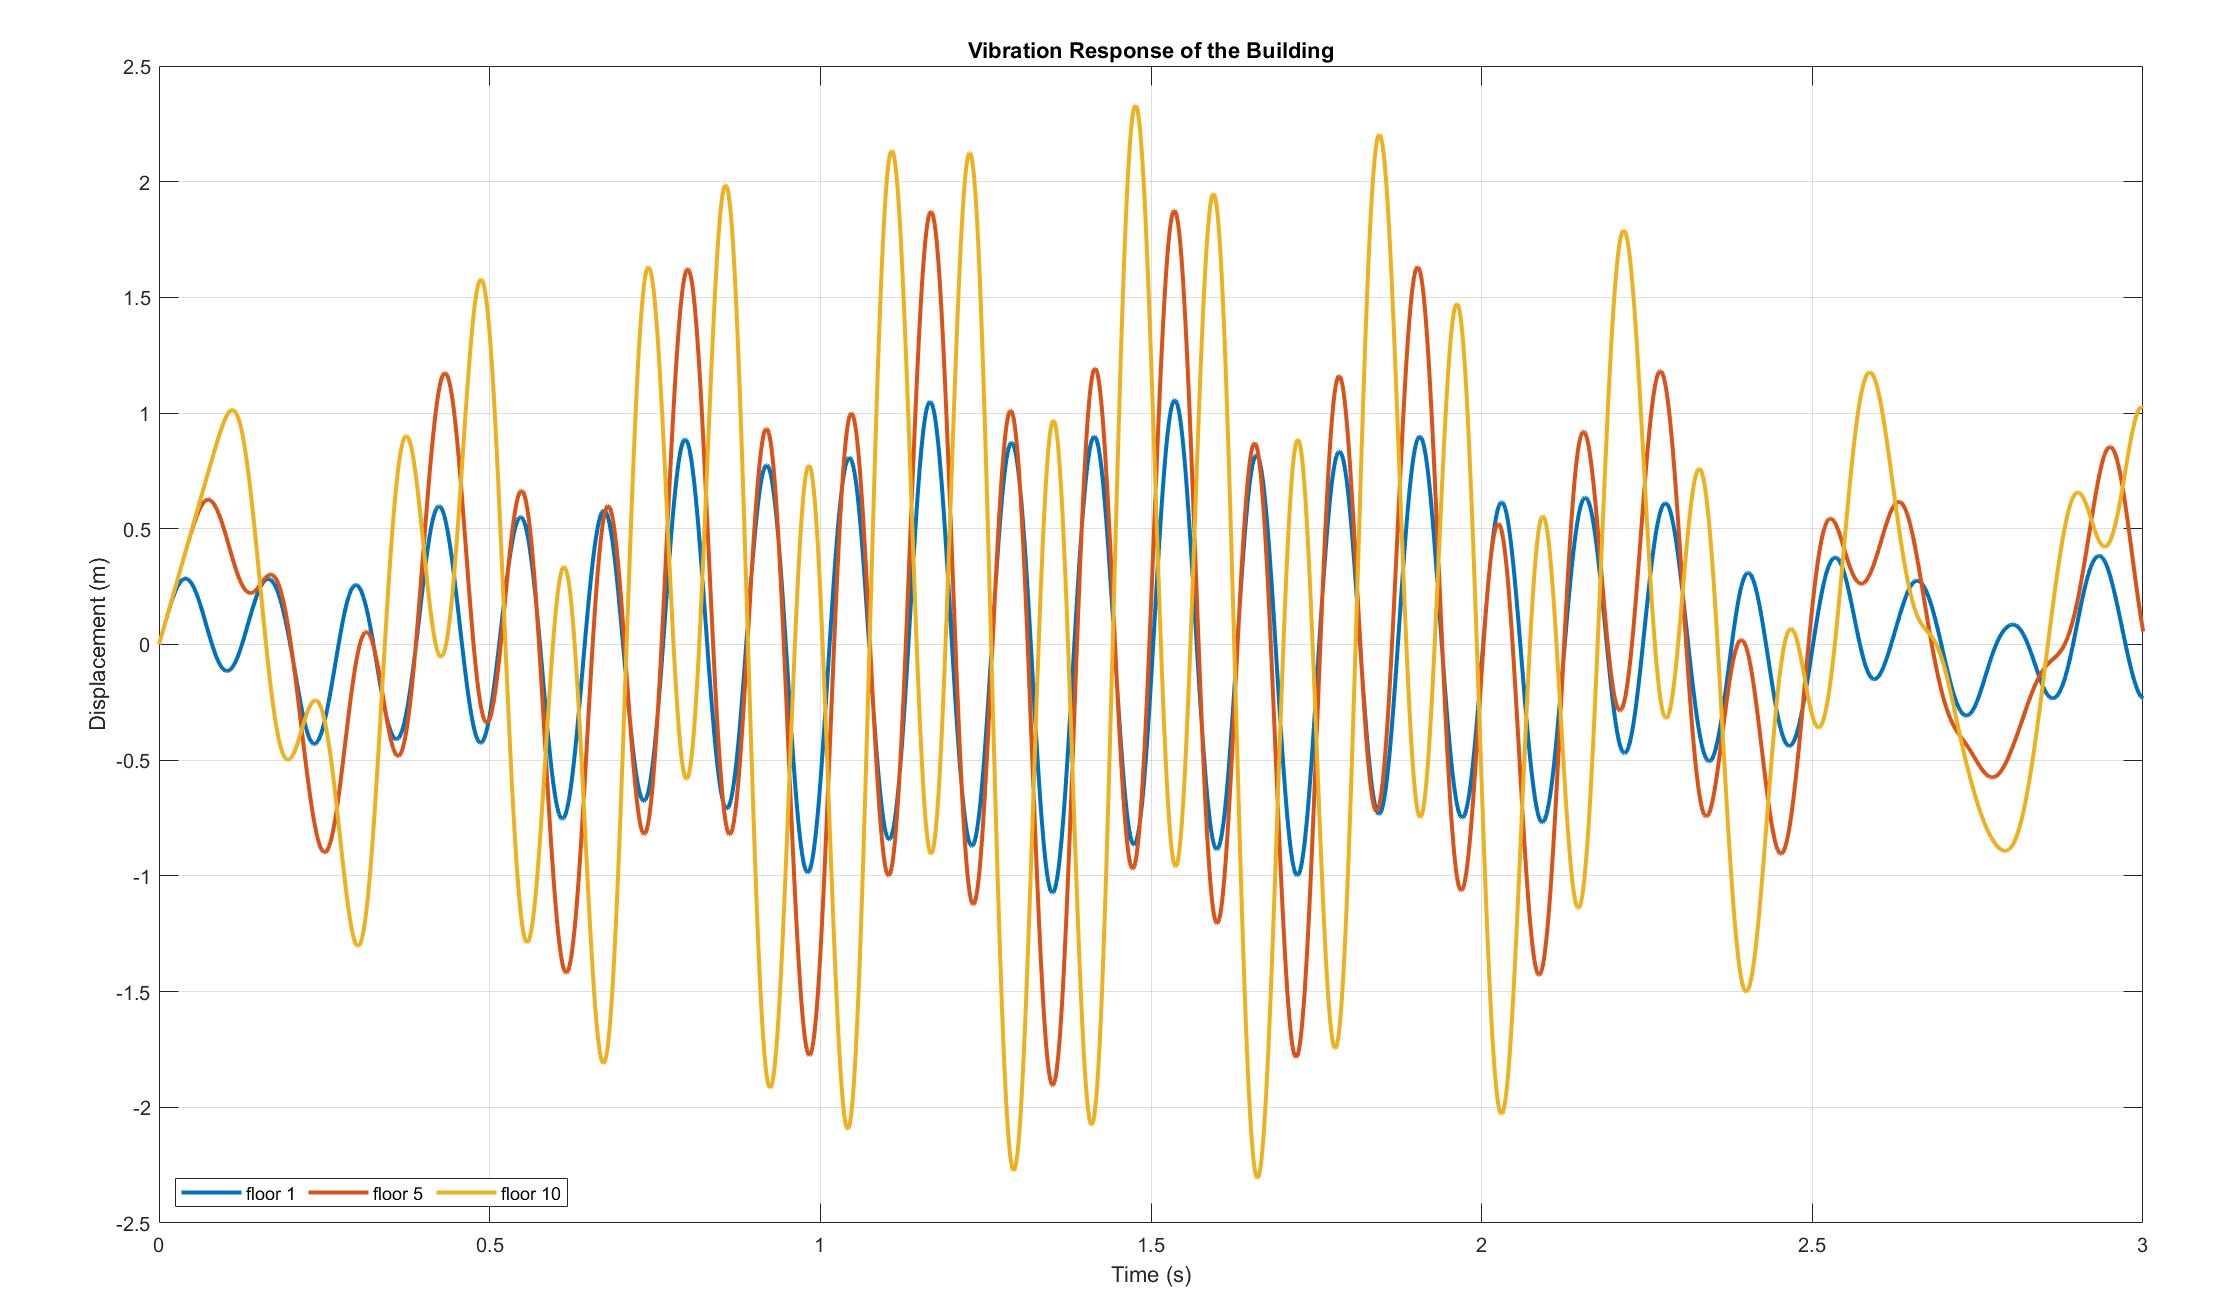 Vibration Response of the Building
2.5
2
1.5
1
0.5
0
-0.5
-1
-1.5
-2
-2.5
Displacement (m)
floor 1 floor 5 floor 10
0 0.5 1 1.5 2 2.5 3
Time (s)